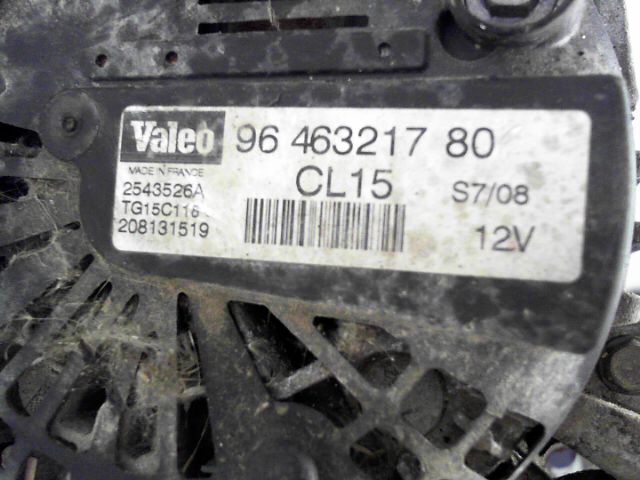 Valeo 96 463217 80
MADE IN FRANCE
CL15 S7/08
2543526A
TG15C116
208131519
12V